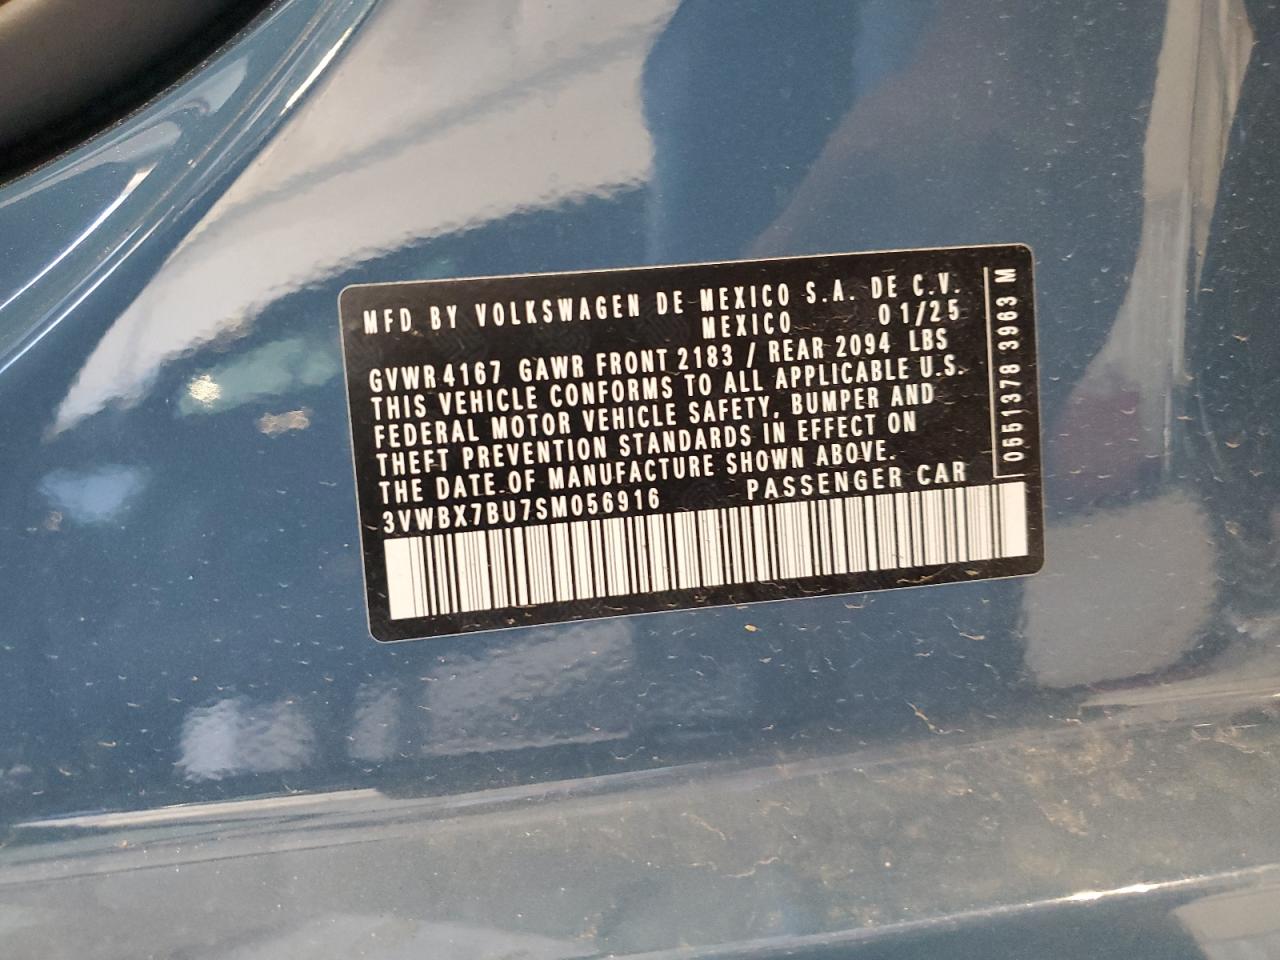 MFD. BY VOLKSWAGEN DE MEXICO S.A. DE C.V.
MEXICO 01/25
GVWR 4167 GAWR FRONT 2183 / REAR 2094 LBS
THIS VEHICLE CONFORMS TO ALL APPLICABLE U.S.
FEDERAL MOTOR VEHICLE SAFETY, BUMPER AND
THEFT PREVENTION STANDARDS IN EFFECT ON
THE DATE OF MANUFACTURE SHOWN ABOVE.
3VWBX7BU7SM056916 PASSENGER CAR
0551378 3963 M